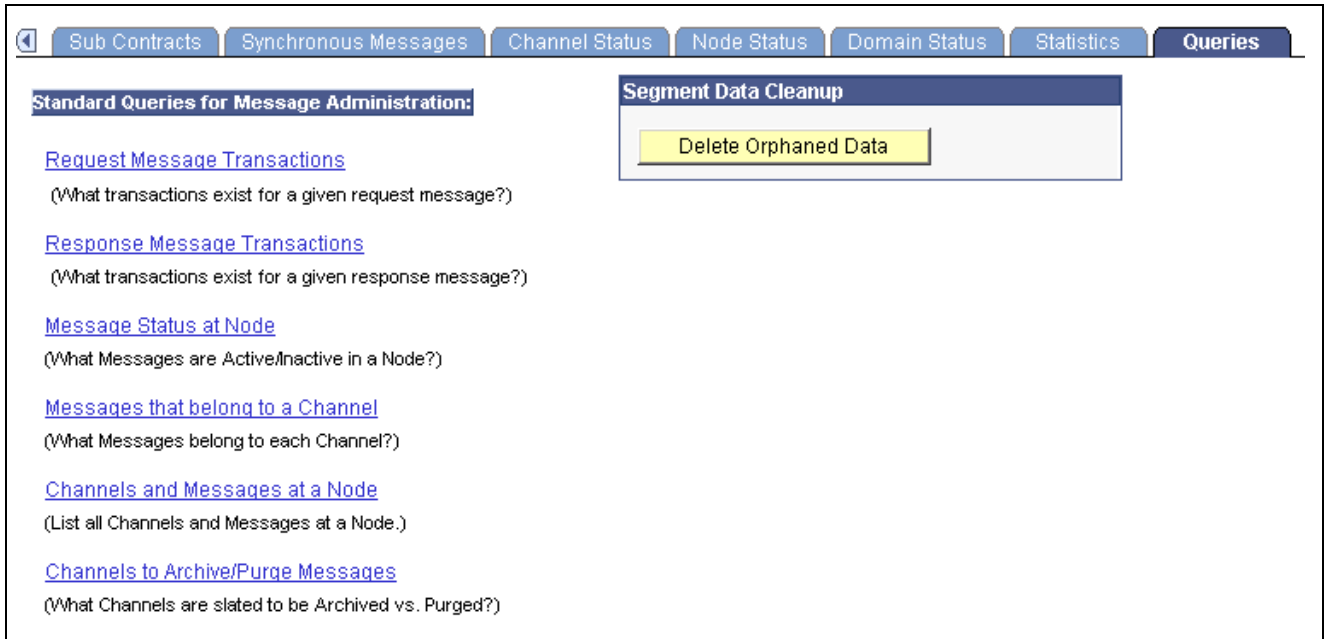 Sub Contracts Synchronous Messages Channel Status Node Status Domain Status Statistics Queries
Standard Queries for Message Administration:
Request Message Transactions
(What transactions exist for a given request message?)
Response Message Transactions
(What transactions exist for a given response message?)
Message Status at Node
(What Messages are Active/Inactive in a Node?)
Messages that belong to a Channel
(What Messages belong to each Channel?)
Channels and Messages at a Node
(List all Channels and Messages at a Node.)
Channels to Archive/Purge Messages
(What Channels are slated to be Archived vs. Purged?)
Segment Data Cleanup
Delete Orphaned Data